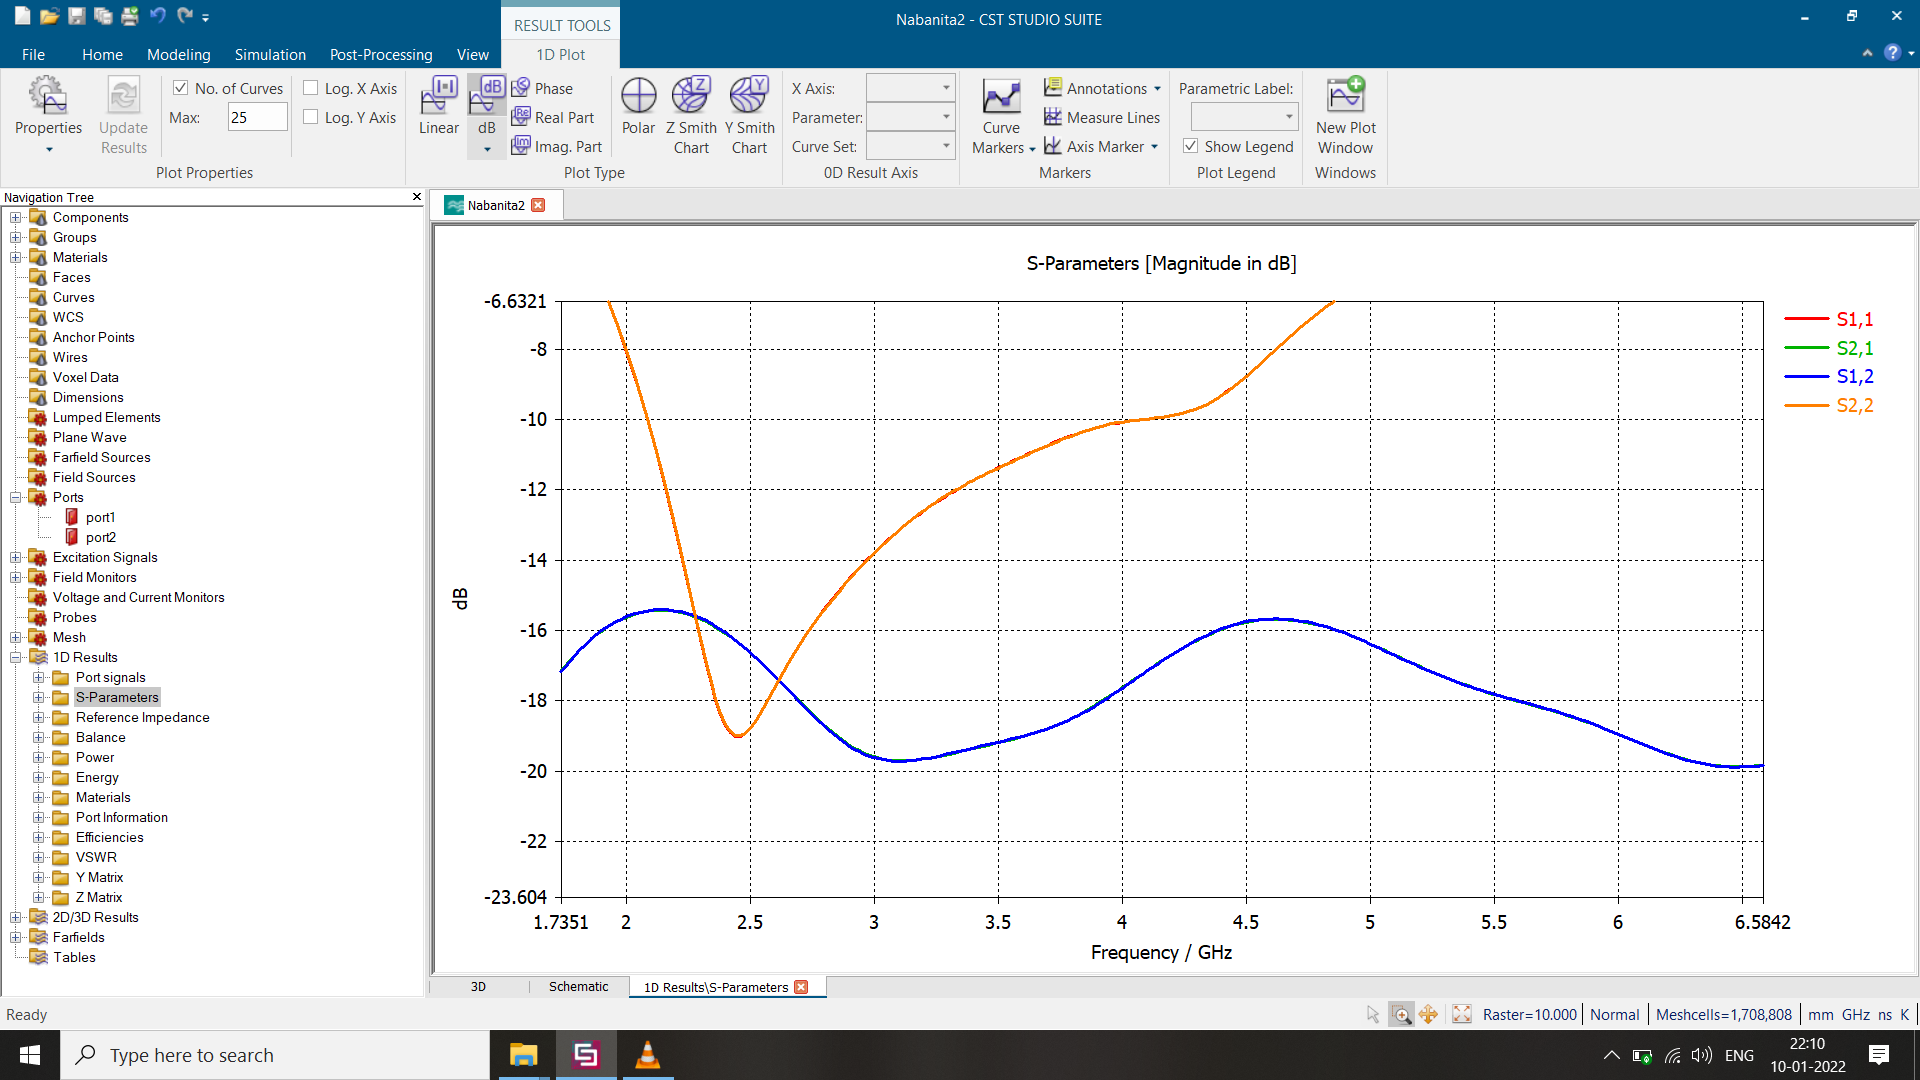 Nabanita2 - CST STUDIO SUITE
RESULT TOOLS
File Home Modeling Simulation Post-Processing View 1D Plot
Properties
Update Results
No. of Curves
Max: 25
Log. X Axis
Log. Y Axis
Plot Properties
Linear
dB
Phase
Real Part
Imag. Part
Polar
Z Smith Chart
Y Smith Chart
Plot Type
X Axis:
Parameter:
Curve Set:
0D Result Axis
Curve Markers
Annotations
Measure Lines
Axis Marker
Markers
Parametric Label:
Show Legend
Plot Legend
New Plot Window
Windows
Navigation Tree
Components
Groups
Materials
Faces
Curves
WCS
Anchor Points
Wires
Voxel Data
Dimensions
Lumped Elements
Plane Wave
Farfield Sources
Field Sources
Ports
port1
port2
Excitation Signals
Field Monitors
Voltage and Current Monitors
Probes
Mesh
1D Results
Port signals
S-Parameters
Reference Impedance
Balance
Power
Energy
Materials
Port Information
Efficiencies
VSWR
Y Matrix
Z Matrix
2D/3D Results
Farfields
Tables
Nabanita2
S-Parameters [Magnitude in dB]
-6.6321
-8
-10
-12
-14
-16
-18
-20
-22
-23.604
dB
1.7351 2 2.5 3 3.5 4 4.5 5 5.5 6 6.5842
Frequency / GHz
S1,1
S2,1
S1,2
S2,2
3D Schematic 1D Results\S-Parameters
Ready
Raster=10.000 Normal Meshcells=1,708,808 mm GHz ns K
Type here to search
ENG
22:10
10-01-2022